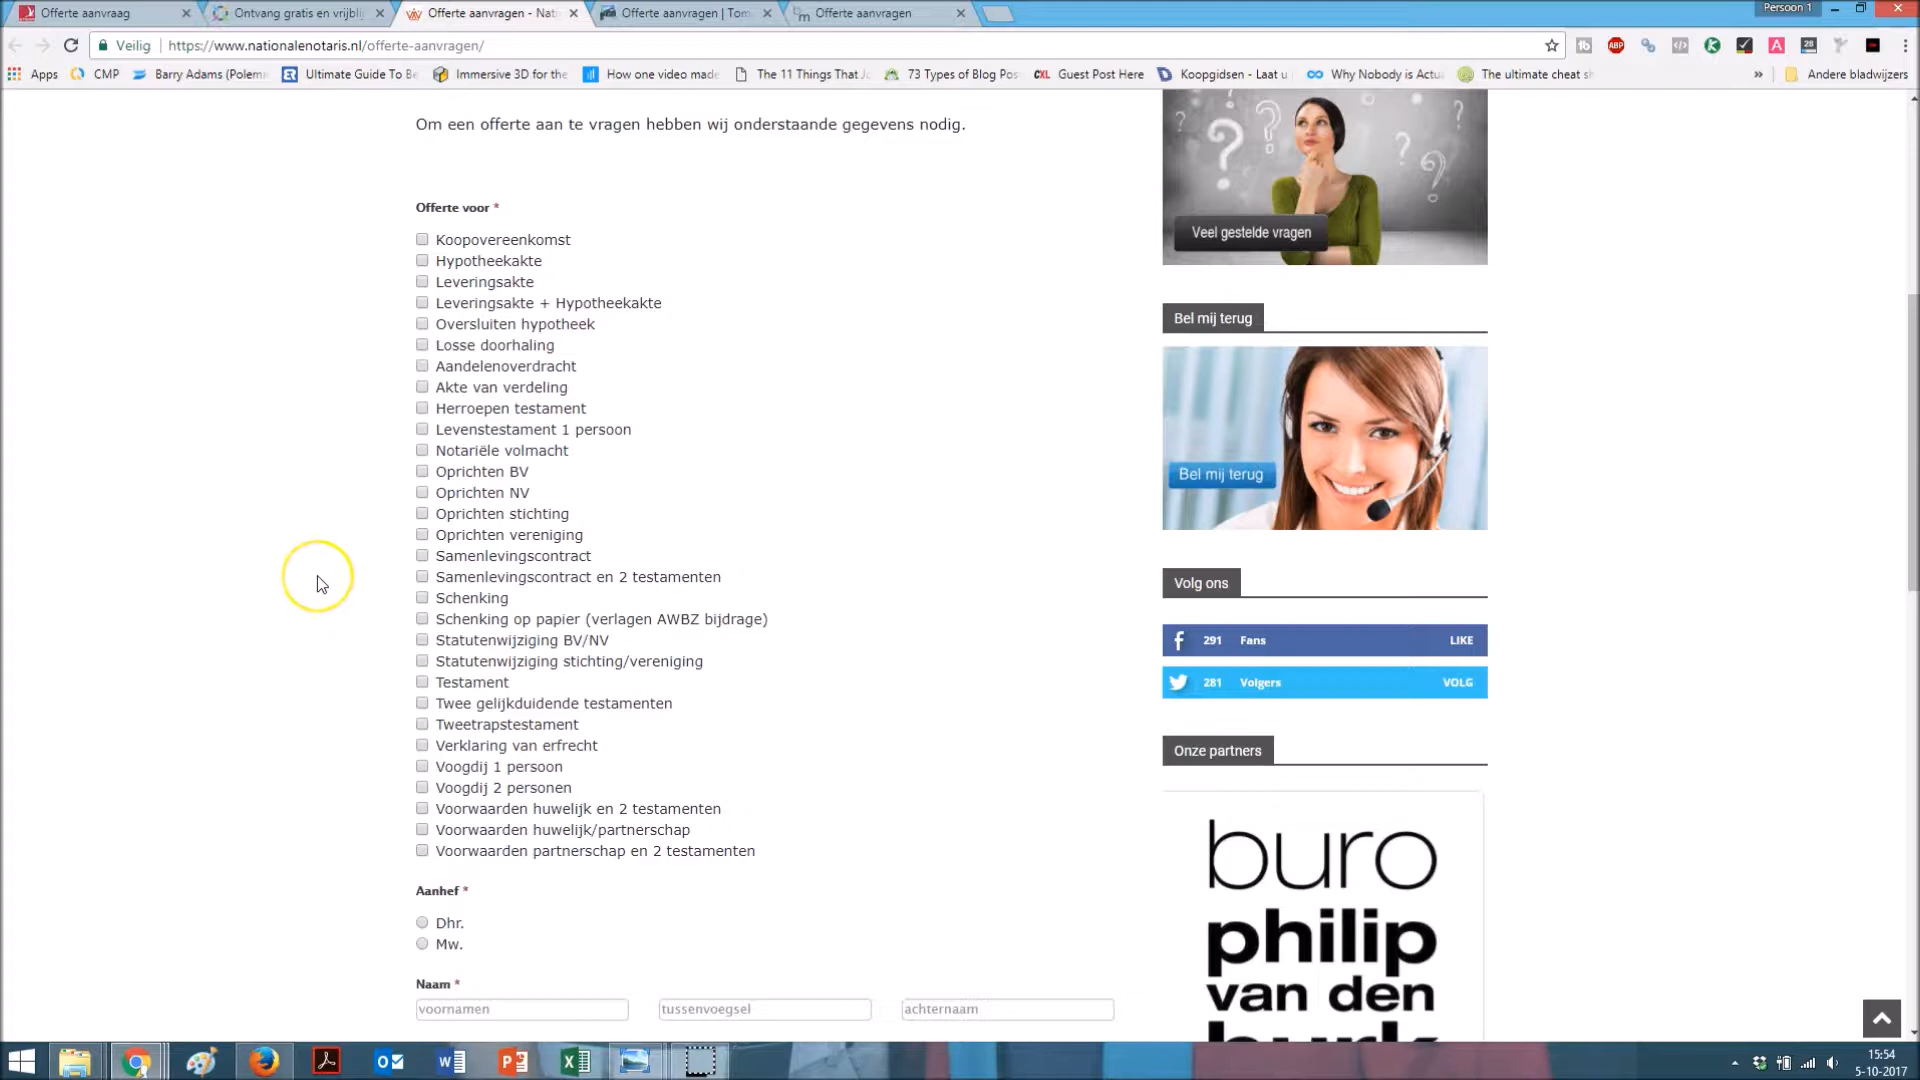 Offerte aanvraag
Ontvang gratis en vrijbli
Offerte aanvragen - Nati
Offerte aanvragen | Tom
Offerte aanvragen
Persoon 1
Veilig
https://www.nationalenotaris.nl/offerte-aanvragen/
Apps
CMP
Barry Adams (Polem
Ultimate Guide To Be
Immersive 3D for the
How one video made
The 11 Things That Jo
73 Types of Blog Pos
Guest Post Here
Koopgidsen - Laat u
Why Nobody is Actu
The ultimate cheat sh
Andere bladwijzers
Om een offerte aan te vragen hebben wij onderstaande gegevens nodig.
Offerte voor *
Koopovereenkomst
Hypotheekakte
Leveringsakte
Leveringsakte + Hypotheekakte
Oversluiten hypotheek
Losse doorhaling
Aandelenoverdracht
Akte van verdeling
Herroepen testament
Levenstestament 1 persoon
Notariële volmacht
Oprichten BV
Oprichten NV
Oprichten stichting
Oprichten vereniging
Samenlevingscontract
Samenlevingscontract en 2 testamenten
Schenking
Schenking op papier (verlagen AWBZ bijdrage)
Statutenwijziging BV/NV
Statutenwijziging stichting/vereniging
Testament
Twee gelijkduidende testamenten
Tweetrapstestament
Verklaring van erfrecht
Voogdij 1 persoon
Voogdij 2 personen
Voorwaarden huwelijk en 2 testamenten
Voorwaarden huwelijk/partnerschap
Voorwaarden partnerschap en 2 testamenten
Aanhef *
Dhr.
Mw.
Naam *
voornamen
tussenvoegsel
achternaam
Veel gestelde vragen
Bel mij terug
Bel mij terug
Volg ons
291 Fans LIKE
281 Volgers VOLG
Onze partners
buro
philip
van den
burk
15:54
5-10-2017